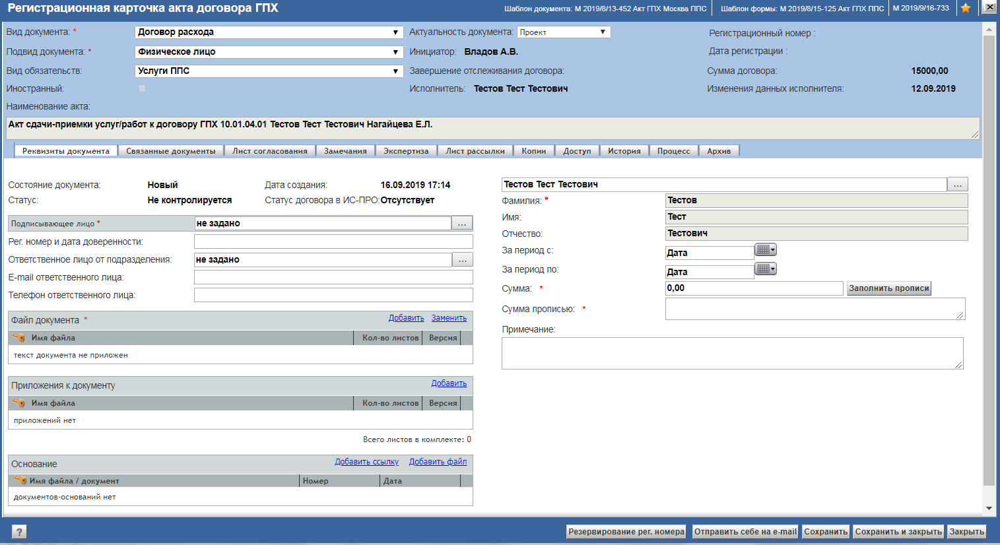 Регистрационная карточка акта договора ГПХ
Шаблон документа: М 2019/8/13-452 Акт ГПХ Москва ППС
Шаблон формы: М 2019/8/15-125 Акт ГПХ ППС
М 2019/9/16-733
Вид документа: * Договор расхода
Актуальность документа: Проект
Регистрационный номер :
Подвид документа: * Физическое лицо
Инициатор: Владов А.В.
Дата регистрации :
Вид обязательств: Услуги ППС
Завершение отслеживания договора:
Сумма договора: 15000,00
Иностранный:
Исполнитель: Тестов Тест Тестович
Изменения данных исполнителя: 12.09.2019
Наименование акта:
Акт сдачи-приемки услуг/работ к договору ГПХ 10.01.04.01 Тестов Тест Тестович Нагайцева Е.Л.
Реквизиты документа Связанные документы Лист согласования Замечания Экспертиза Лист рассылки Копии Доступ История Процесс Архив
Состояние документа: Новый
Дата создания: 16.09.2019 17:14
Статус: Не контролируется
Статус договора в ИС-ПРО: Отсутствует
Подписывающее лицо * не задано ...
Рег. номер и дата доверенности:
Ответственное лицо от подразделения: не задано ...
E-mail ответственного лица:
Телефон ответственного лица:
Файл документа * Добавить Заменить
Имя файла Кол-во листов Версия
текст документа не приложен
Приложения к документу Добавить
Имя файла Кол-во листов Версия
приложений нет
Всего листов в комплекте: 0
Основание Добавить ссылку Добавить файл
Имя файла / документ Номер Дата
документов-оснований нет
Тестов Тест Тестович ...
Фамилия: * Тестов
Имя: Тест
Отчество: Тестович
За период с: Дата
За период по: Дата
Сумма: * 0,00 Заполнить прописи
Сумма прописью: *
Примечание:
? Резервирование рег. номера Отправить себе на e-mail Сохранить Сохранить и закрыть Закрыть